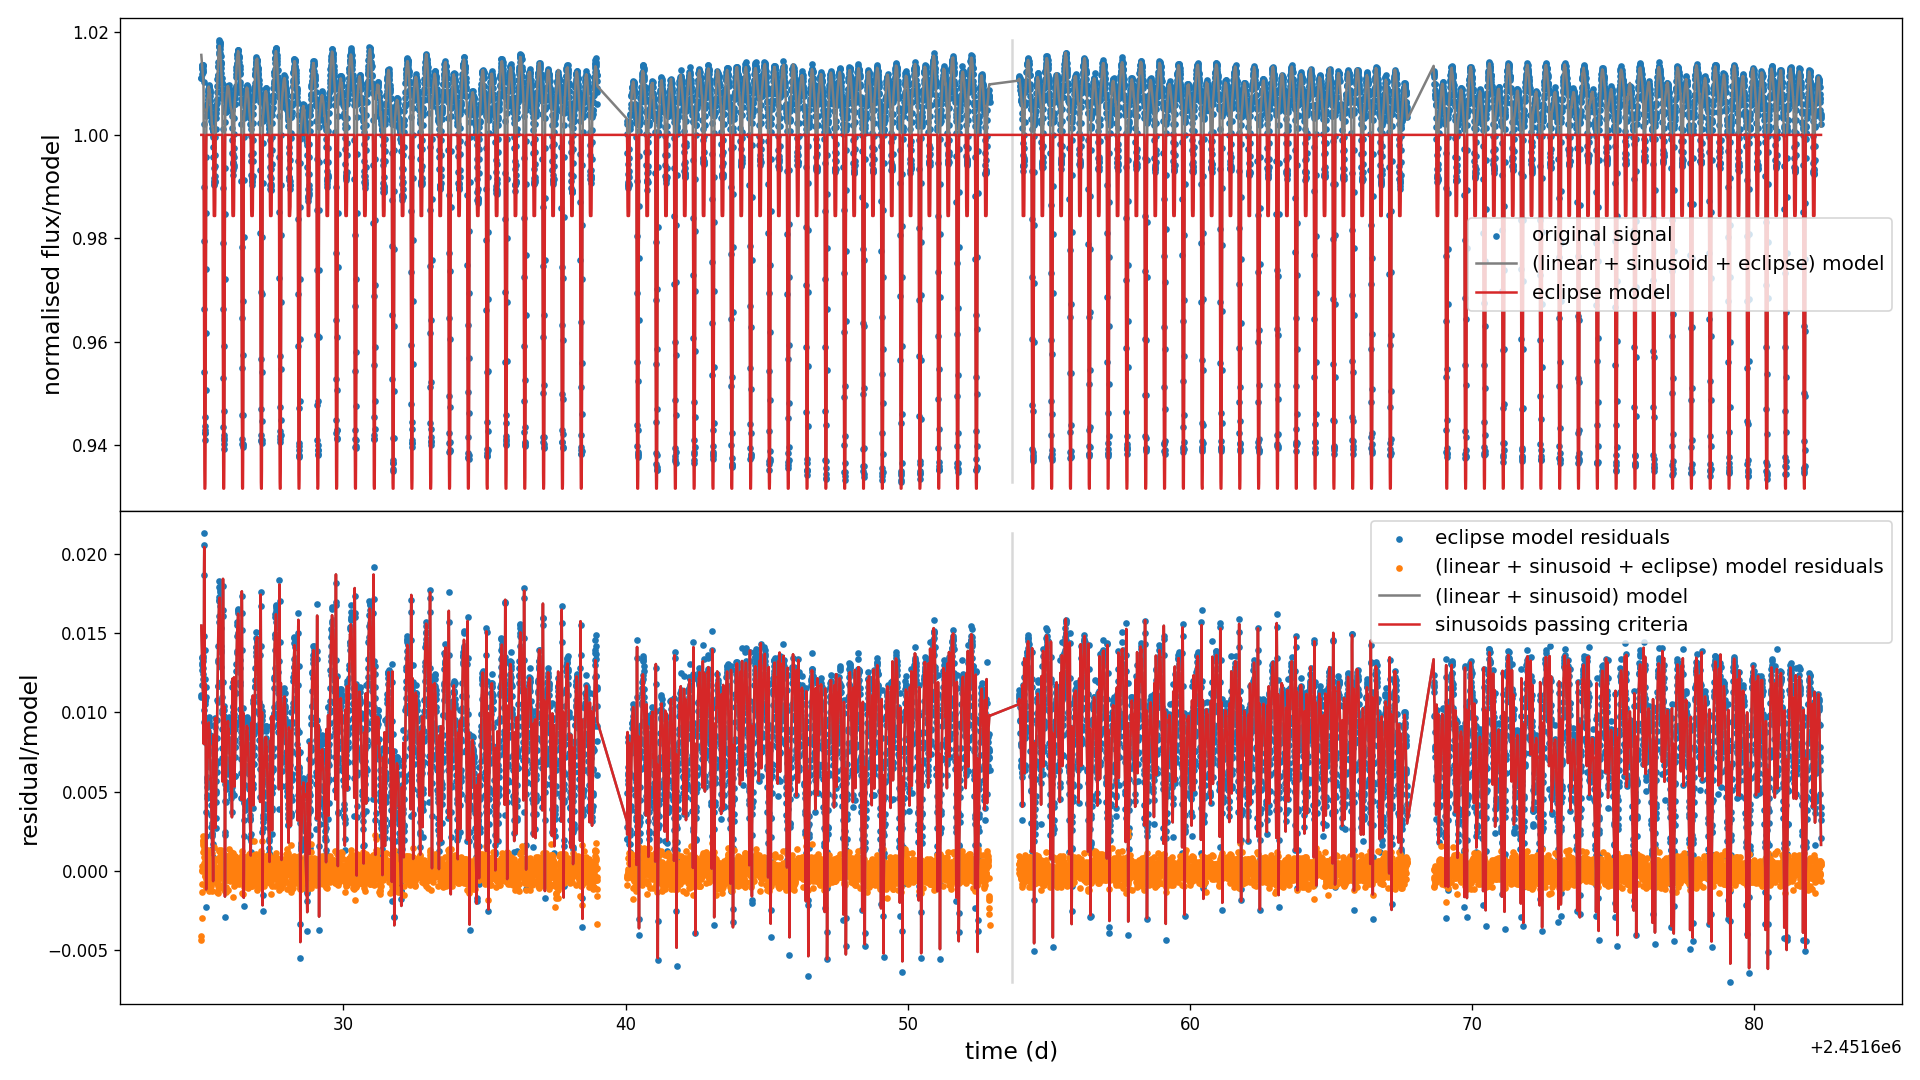 1.02
1.00
0.98
0.96
0.94
normalised flux/model
original signal
(linear + sinusoid + eclipse) model
eclipse model
0.020
0.015
0.010
0.005
0.000
−0.005
residual/model
eclipse model residuals
(linear + sinusoid + eclipse) model residuals
(linear + sinusoid) model
sinusoids passing criteria
30 40 50 60 70 80
time (d)
+2.4516e6